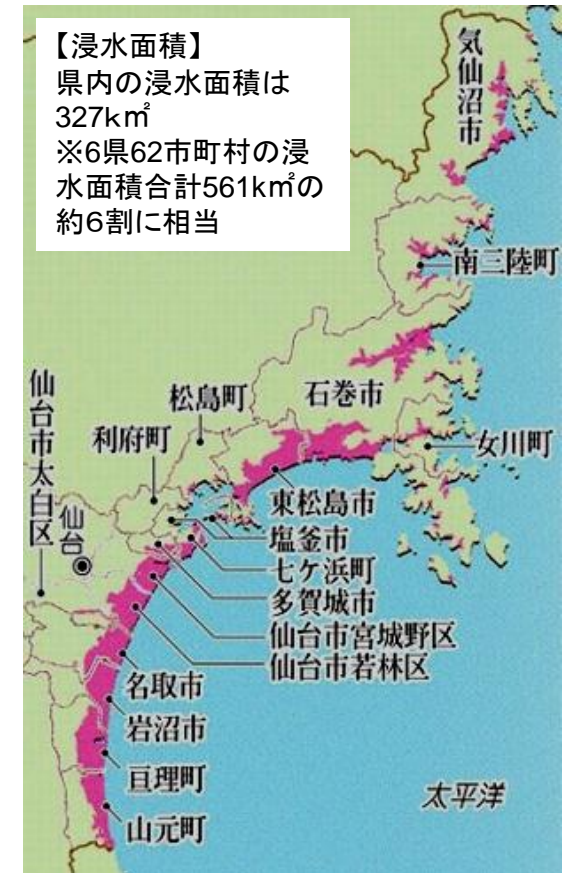 【浸水面積】
県内の浸水面積は
327k㎡
※6県62市町村の浸
水面積合計561k㎡の
約6割に相当
気仙沼市
南三陸町
石巻市
松島町
利府町
女川町
仙台市太白区
仙台
東松島市
塩釜市
七ケ浜町
多賀城市
仙台市宮城野区
仙台市若林区
名取市
岩沼市
亘理町
山元町
太平洋